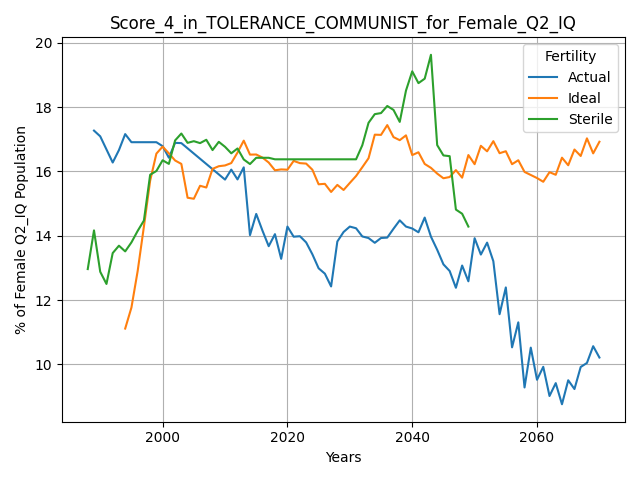 Score_4_in_TOLERANCE_COMMUNIST_for_Female_Q2_IQ
% of Female Q2_IQ Population
20
18
16
14
12
10
Fertility
Actual
Ideal
Sterile
2000
2020
2040
2060
Years